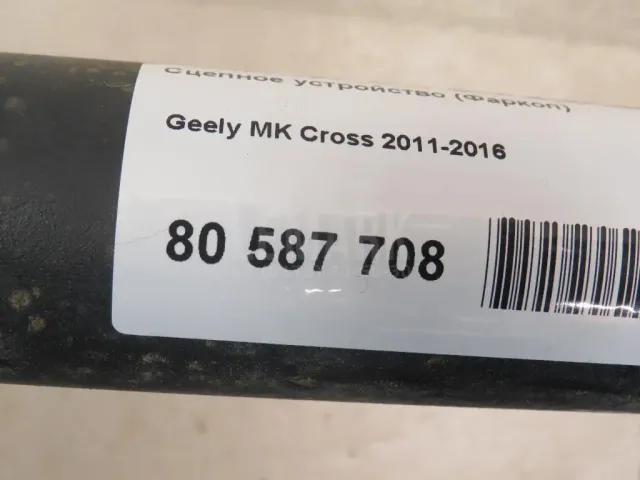 Сцепное устройство (Фаркоп)
Geely MK Cross 2011-2016
80 587 708